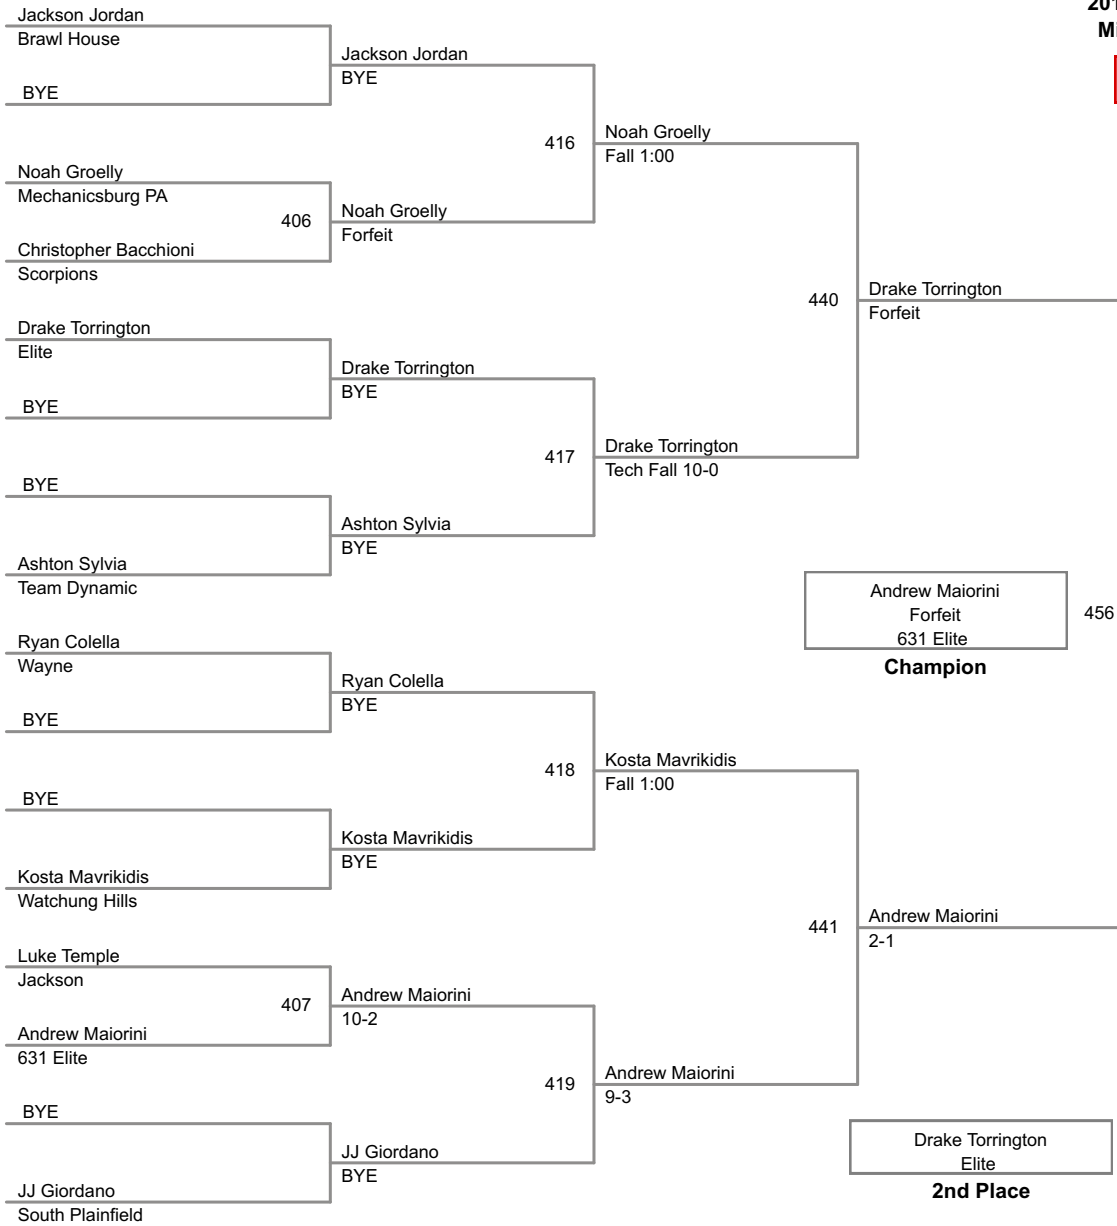 Jackson Jordan
Brawl House
BYE
Noah Groelly
Mechanicsburg PA
406
Christopher Bacchioni
Scorpions
Drake Torrington
Elite
BYE
BYE
Ashton Sylvia
Team Dynamic
Ryan Colella
Wayne
BYE
BYE
Kosta Mavrikidis
Watchung Hills
Luke Temple
Jackson
407
Andrew Maiorini
631 Elite
BYE
JJ Giordano
South Plainfield
Jackson Jordan
BYE
416
Noah Groelly
Forfeit
Drake Torrington
BYE
417
Ashton Sylvia
BYE
Ryan Colella
BYE
418
Kosta Mavrikidis
BYE
Andrew Maiorini
10-2
419
JJ Giordano
BYE
Noah Groelly
Fall 1:00
440
Drake Torrington
Tech Fall 10-0
Kosta Mavrikidis
Fall 1:00
441
Andrew Maiorini
9-3
Drake Torrington
Forfeit
Andrew Maiorini
Forfeit
631 Elite
456
Champion
Andrew Maiorini
2-1
Drake Torrington
Elite
2nd Place